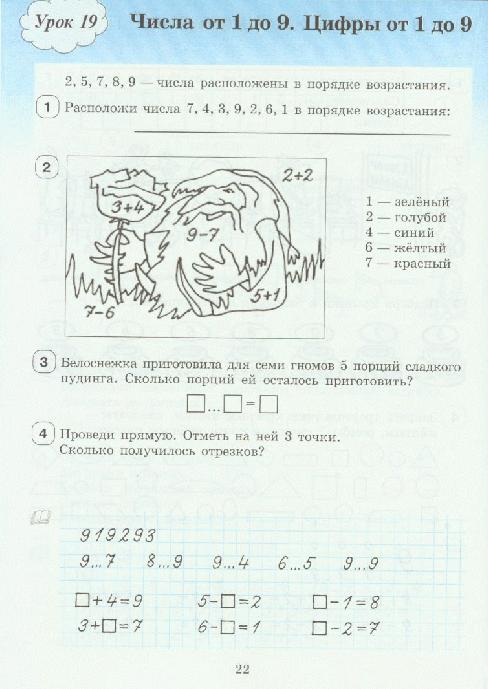 Урок 19
Числа от 1 до 9. Цифры от 1 до 9
2, 5, 7, 8, 9 — числа расположены в порядке возрастания.
1 Расположи числа 7, 4, 3, 9, 2, 6, 1 в порядке возрастания:
2
2+2
3+4
9-7
5+1
7-6
1 — зелёный
2 — голубой
4 — синий
6 — жёлтый
7 — красный
3 Белоснежка приготовила для семи гномов 5 порций сладкого
пудинга. Сколько порций ей осталось приготовить?
□...□=□
4 Проведи прямую. Отметь на ней 3 точки.
Сколько получилось отрезков?
919293
9...7 8...9 9...4 6...5 9...9
□+4=9 5-□=2 □-1=8
3+□=7 6-□=1 □-2=7
22